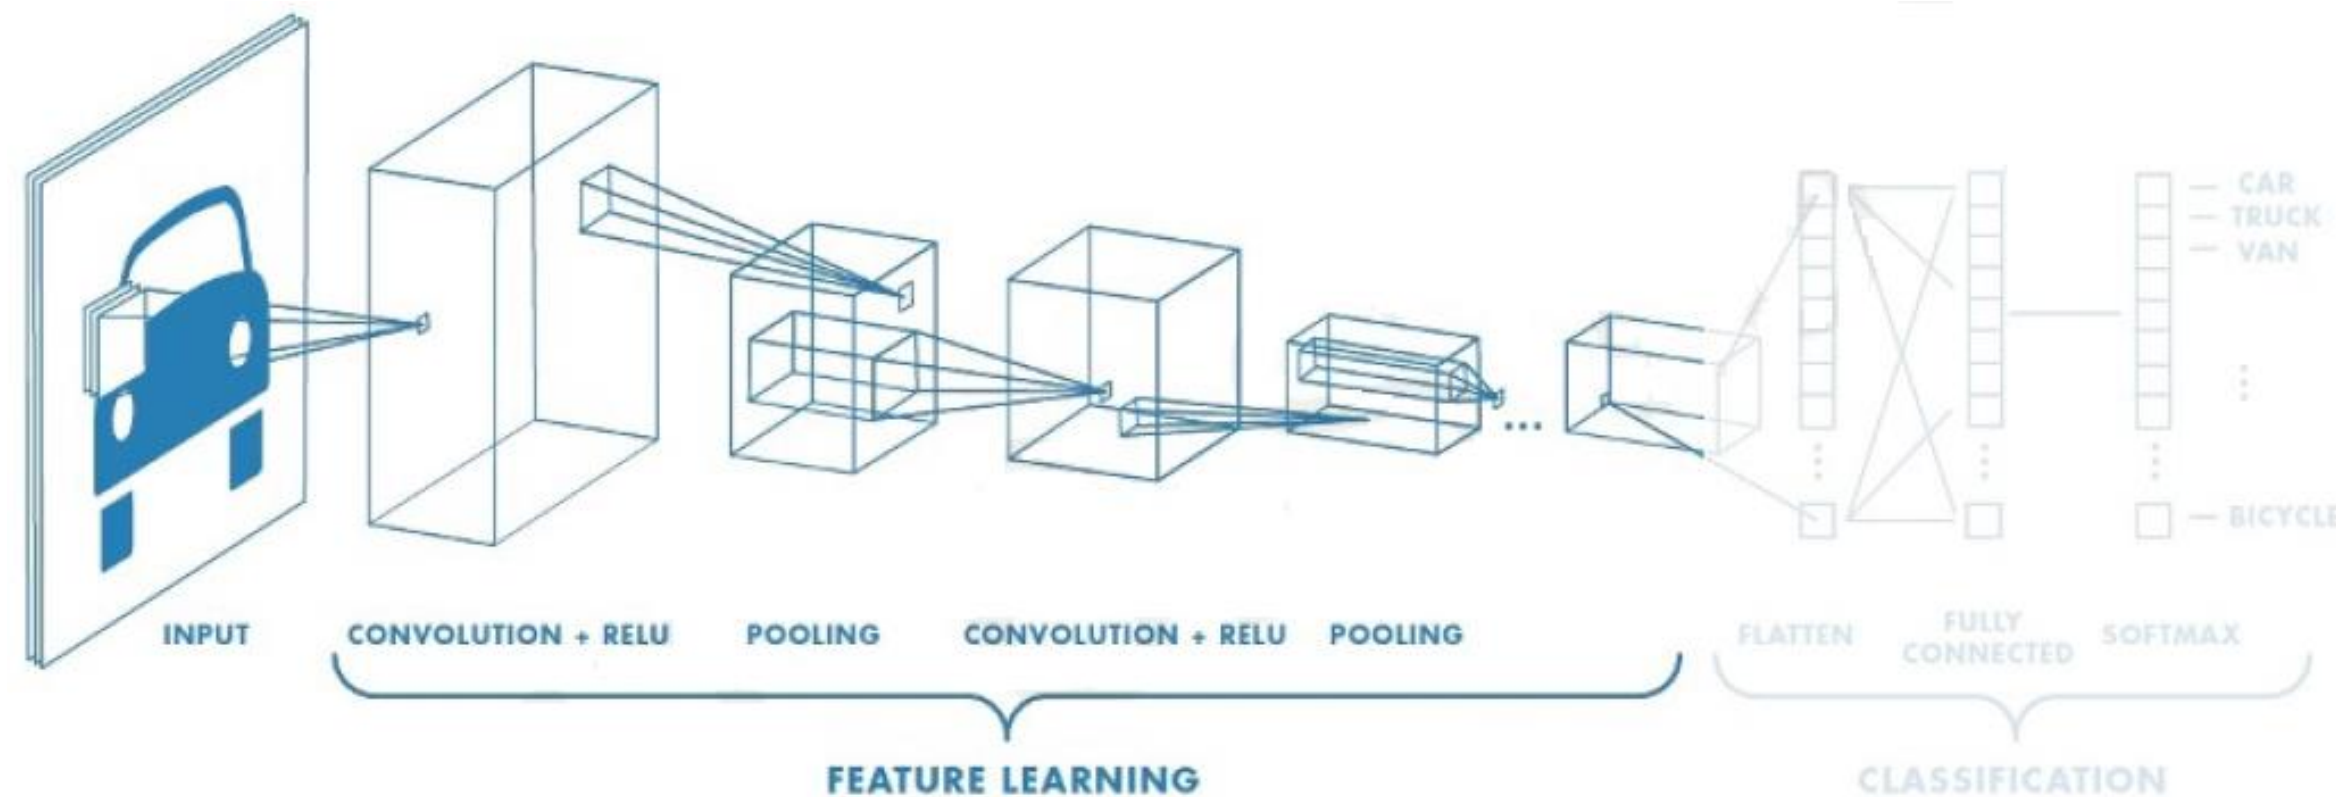 CAR
TRUCK
VAN
BICYCLE
INPUT
CONVOLUTION + RELU
POOLING
CONVOLUTION + RELU
POOLING
FLATTEN
FULLY
CONNECTED
SOFTMAX
FEATURE LEARNING
CLASSIFICATION